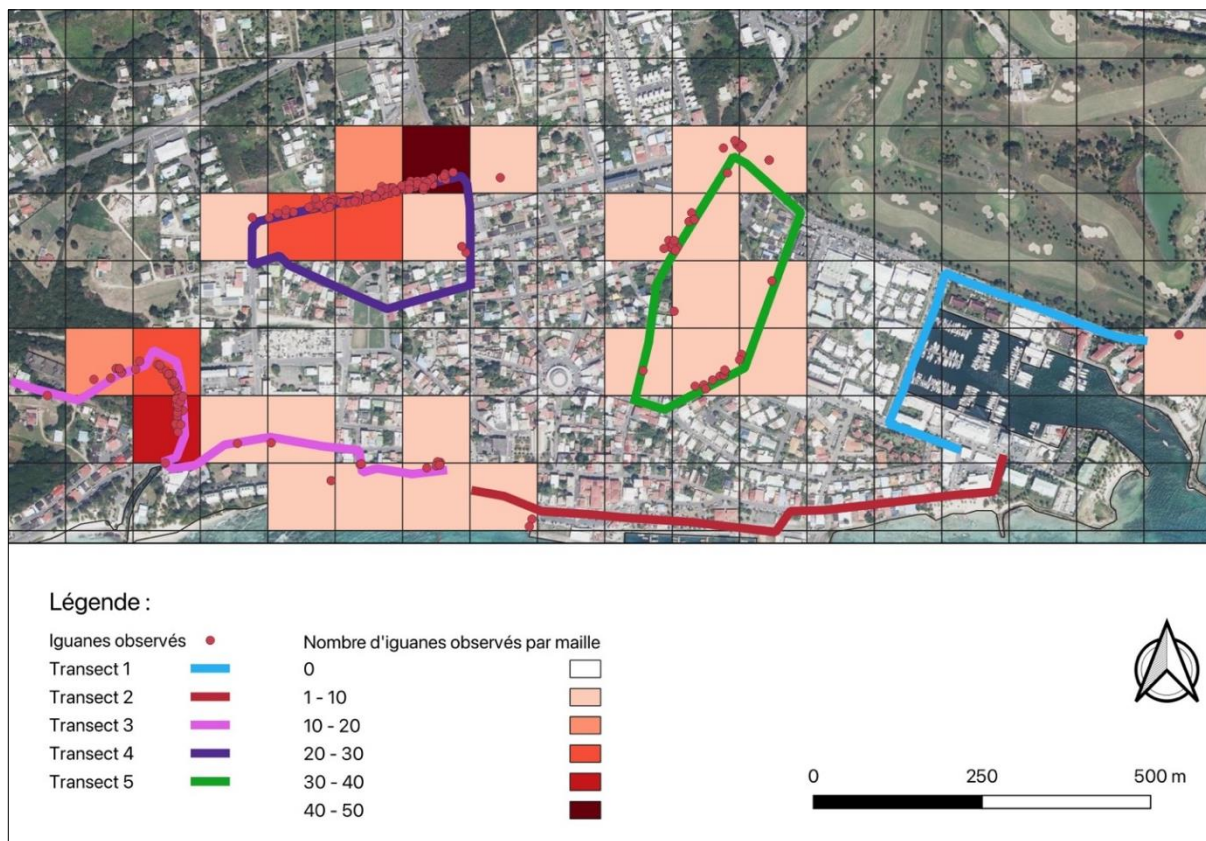 Légende :
Iguanes observés
Transect 1
Transect 2
Transect 3
Transect 4
Transect 5
Nombre d'iguanes observés par maille
0
1 - 10
10 - 20
20 - 30
30 - 40
40 - 50
0 250 500 m